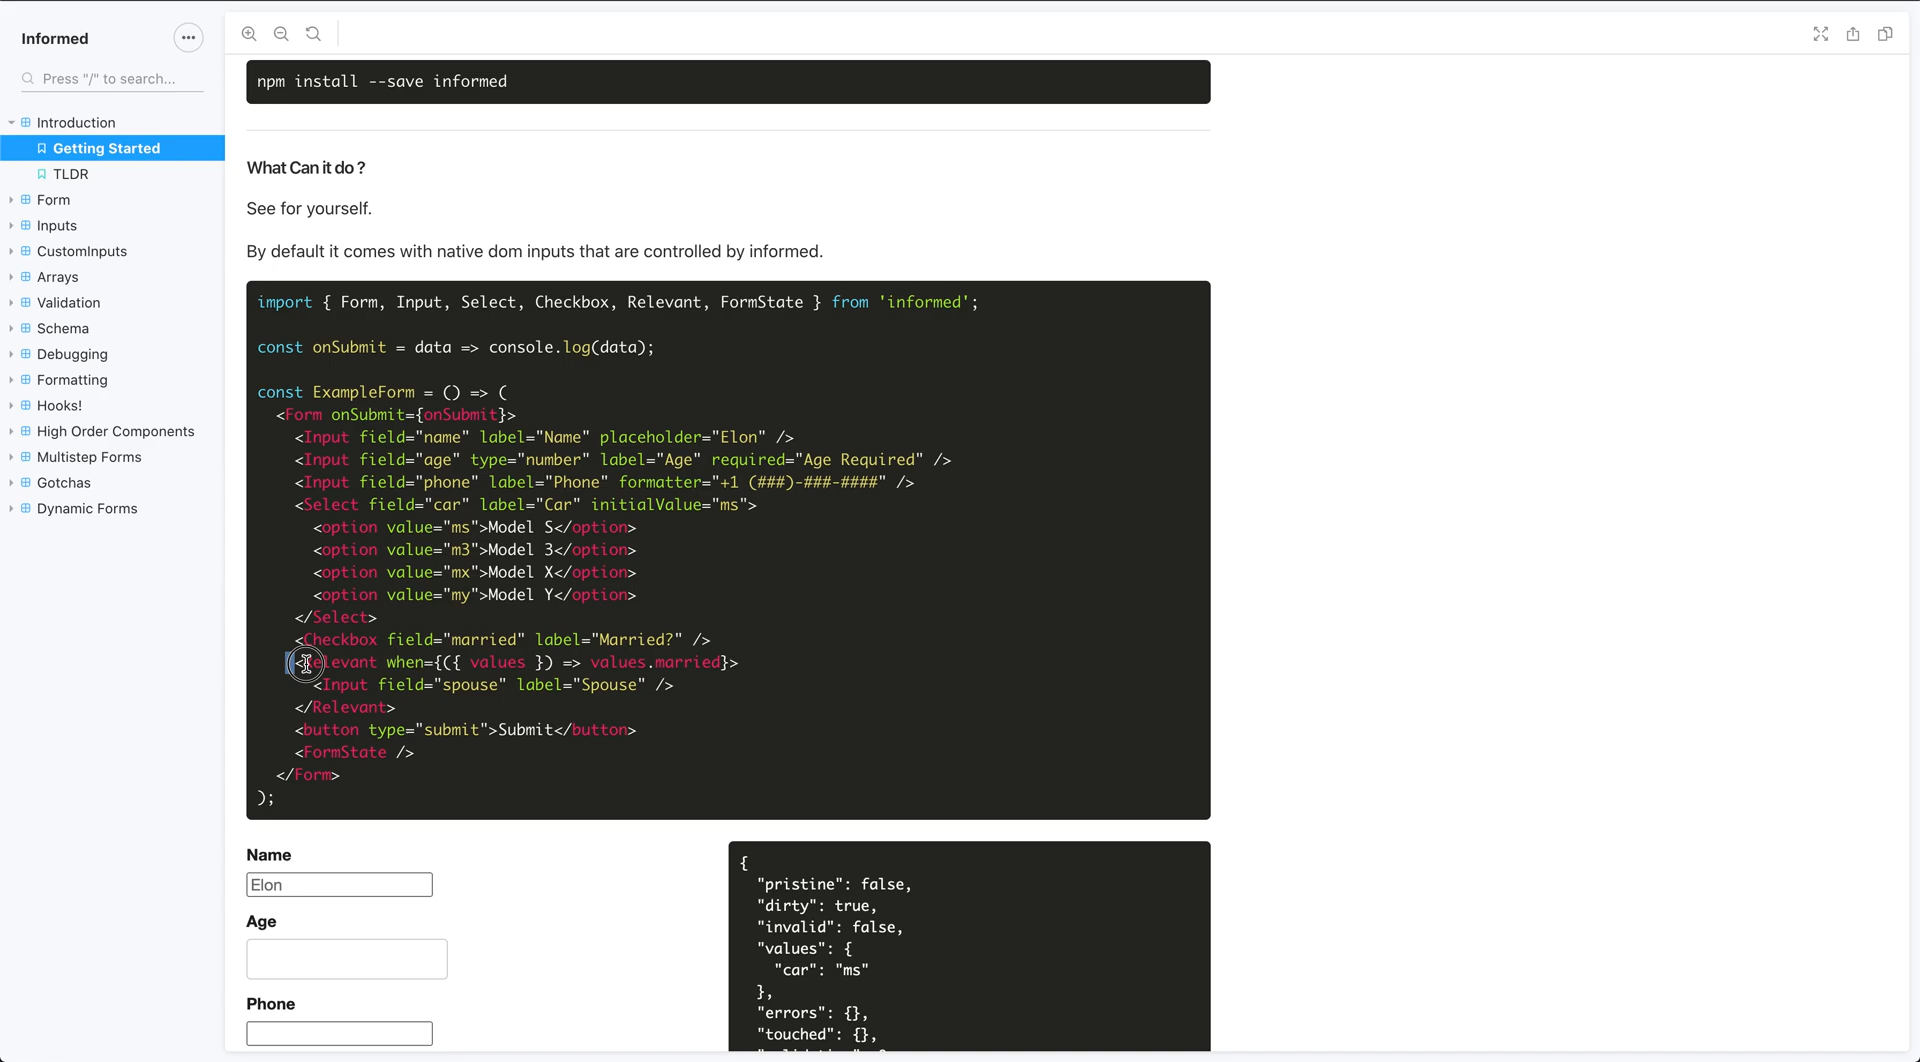 Informed
Press "/" to search...
Introduction
Getting Started
TLDR
Form
Inputs
CustomInputs
Arrays
Validation
Schema
Debugging
Formatting
Hooks!
High Order Components
Multistep Forms
Gotchas
Dynamic Forms
npm install --save informed
What Can it do ?
See for yourself.
By default it comes with native dom inputs that are controlled by informed.
import { Form, Input, Select, Checkbox, Relevant, FormState } from 'informed';
const onSubmit = data => console.log(data);
const ExampleForm = () => (
<Form onSubmit={onSubmit}>
<Input field="name" label="Name" placeholder="Elon" />
<Input field="age" type="number" label="Age" required="Age Required" />
<Input field="phone" label="Phone" formatter="+1 (###)-###-####" />
<Select field="car" label="Car" initialValue="ms">
<option value="ms">Model S</option>
<option value="m3">Model 3</option>
<option value="mx">Model X</option>
<option value="my">Model Y</option>
</Select>
<Checkbox field="married" label="Married?" />
<Relevant when={({ values }) => values.married}>
<Input field="spouse" label="Spouse" />
</Relevant>
<button type="submit">Submit</button>
<FormState />
</Form>
);
Name
Elon
Age
Phone
{
"pristine": false,
"dirty": true,
"invalid": false,
"values": {
"car": "ms"
},
"errors": {},
"touched": {},